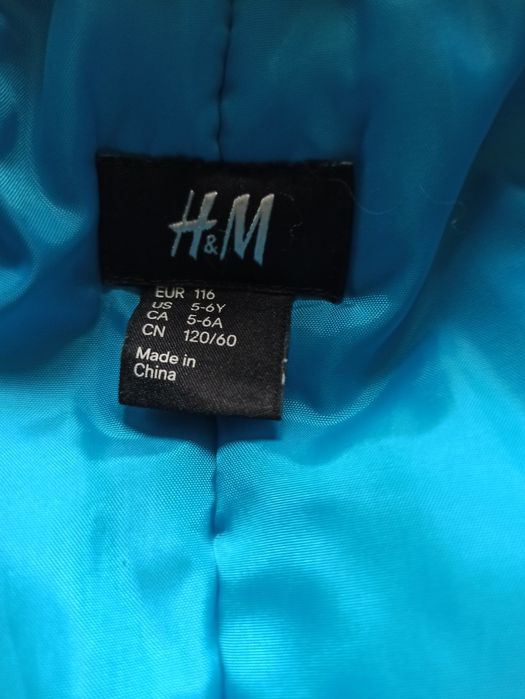 H&M
EUR 116
US 5-6Y
CA 5-6A
CN 120/60
Made in
China